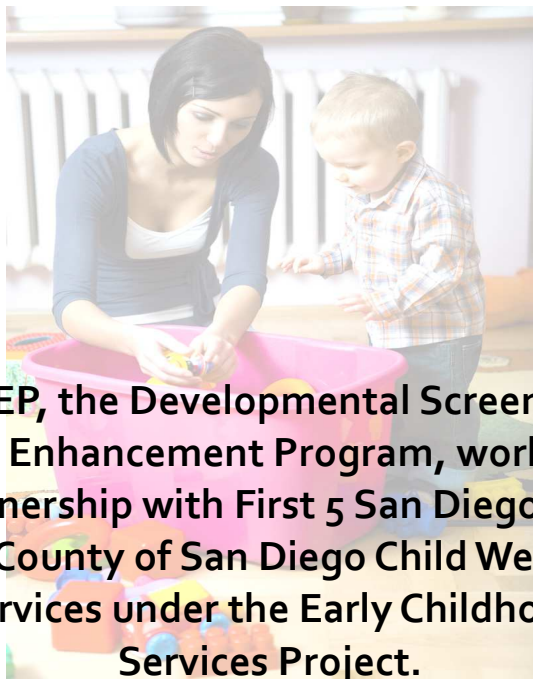 EP, the Developmental Screen
Enhancement Program, worl
nership with First 5 San Diego
County of San Diego Child We
rvices under the Early Childho
Services Project.